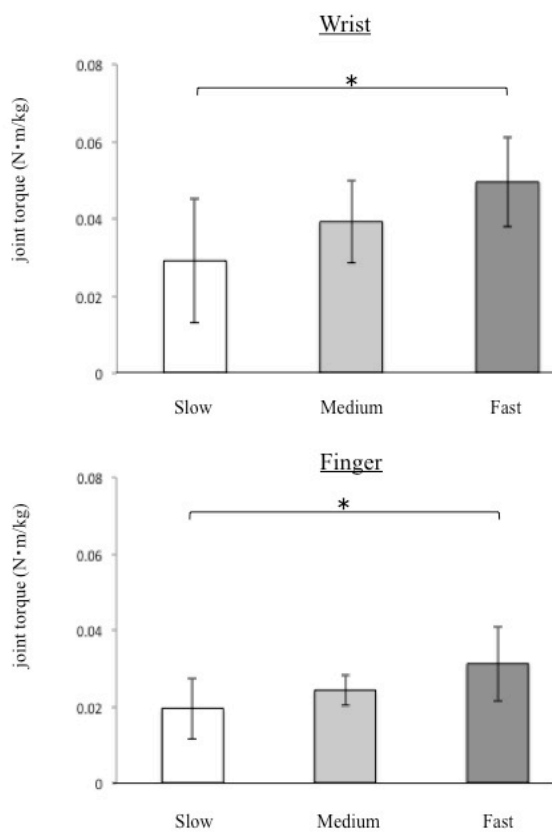 Wrist
joint torque (N・m/kg)
0.08
0.06
0.04
0.02
0
*
Slow Medium Fast
Finger
joint torque (N・m/kg)
0.08
0.06
0.04
0.02
0
*
Slow Medium Fast